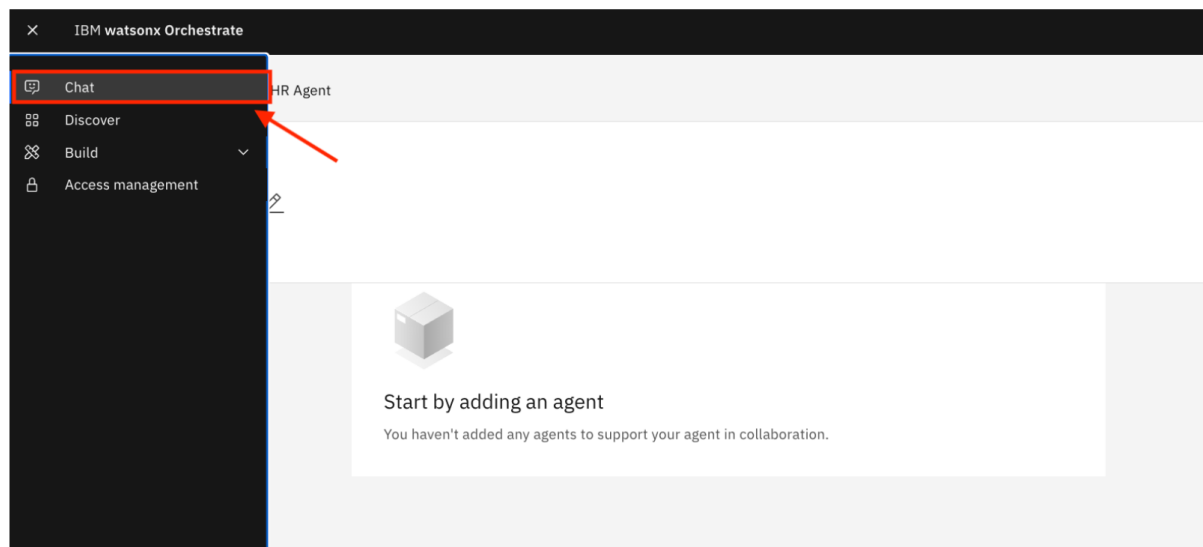 IBM watsonx Orchestrate
Chat
Discover
Build
Access management
HR Agent
Start by adding an agent
You haven't added any agents to support your agent in collaboration.